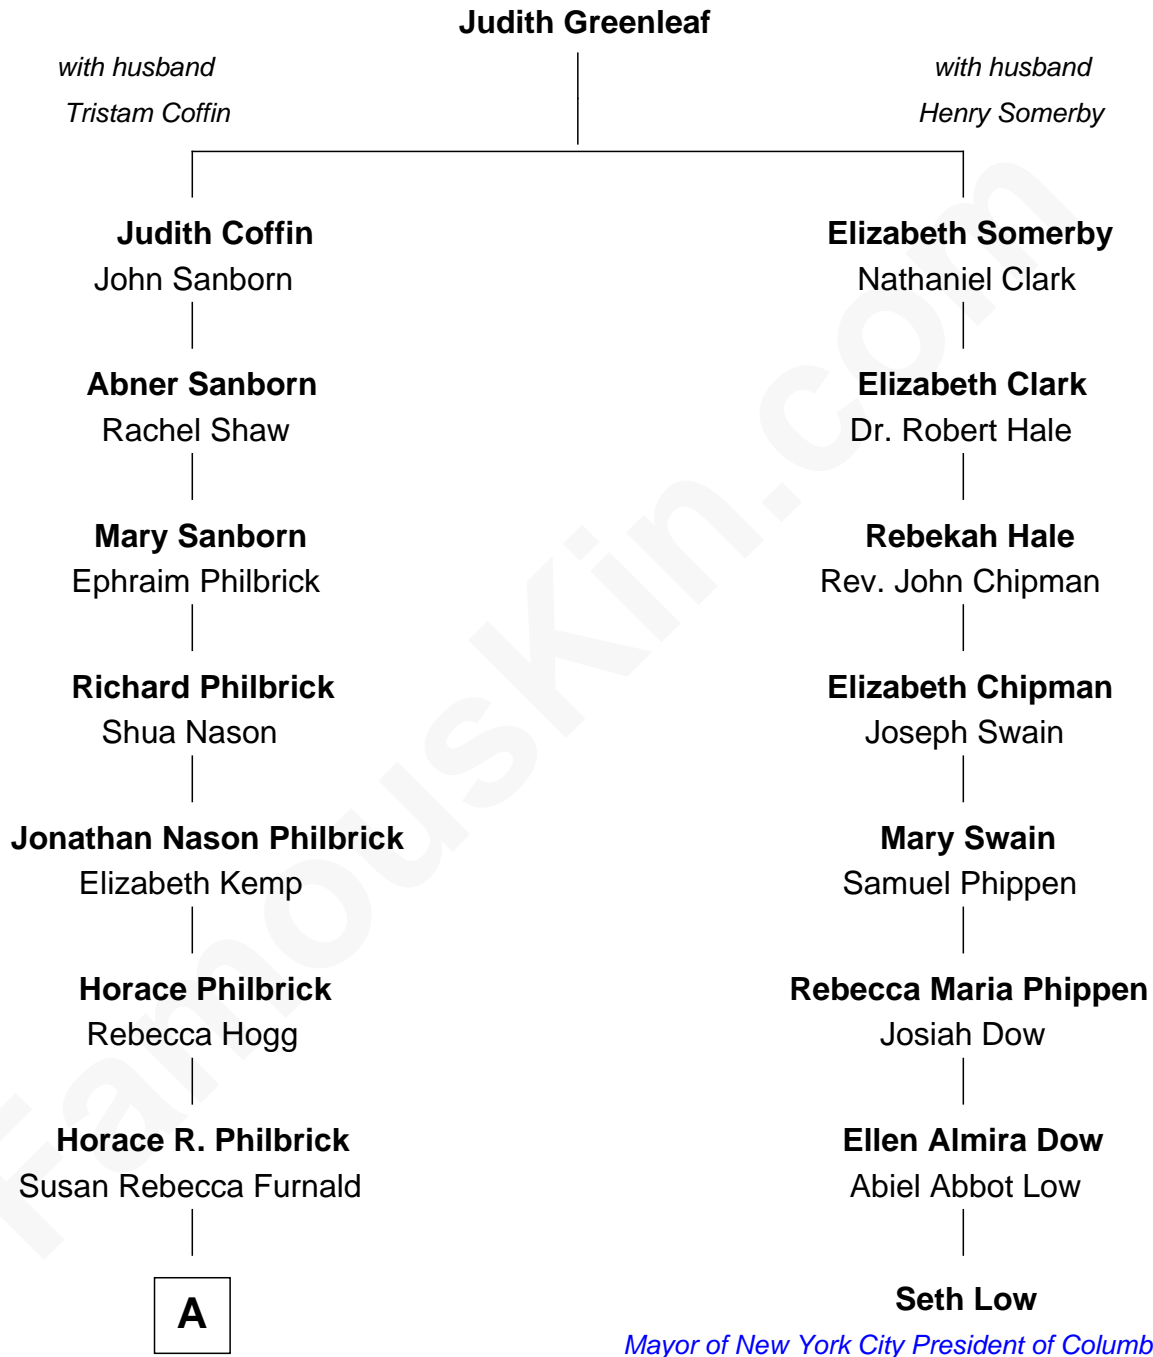 Judith Greenleaf
with husband
Tristam Coffin
with husband
Henry Somerby
Judith Coffin
John Sanborn
Abner Sanborn
Rachel Shaw
Mary Sanborn
Ephraim Philbrick
Richard Philbrick
Shua Nason
Jonathan Nason Philbrick
Elizabeth Kemp
Horace Philbrick
Rebecca Hogg
Horace R. Philbrick
Susan Rebecca Furnald
A
Elizabeth Somerby
Nathaniel Clark
Elizabeth Clark
Dr. Robert Hale
Rebekah Hale
Rev. John Chipman
Elizabeth Chipman
Joseph Swain
Mary Swain
Samuel Phippen
Rebecca Maria Phippen
Josiah Dow
Ellen Almira Dow
Abiel Abbot Low
Seth Low
Mayor of New York City President of Columb
FamousKin.com